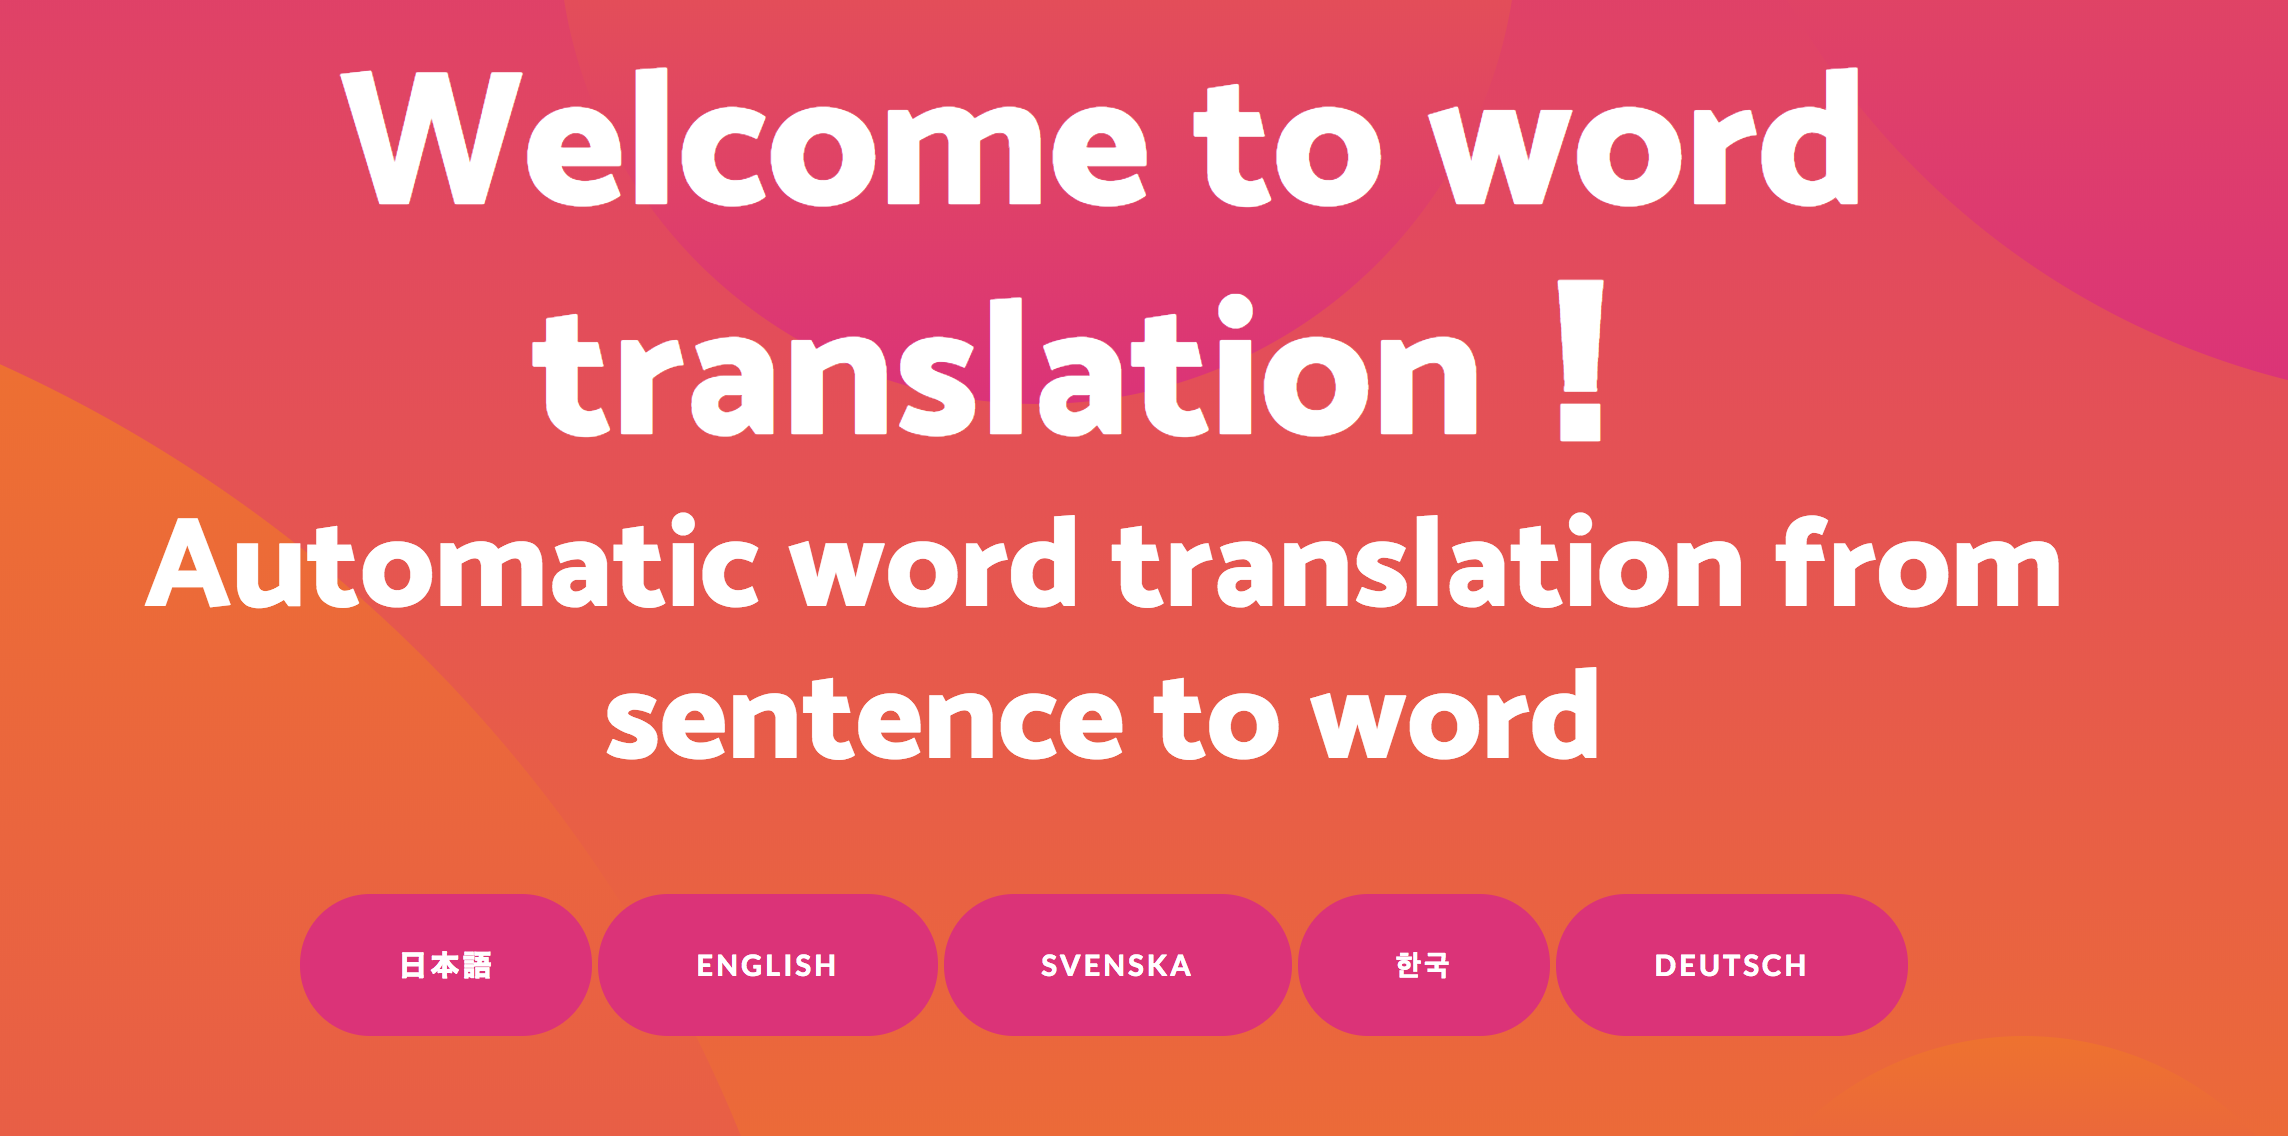 Welcome to word
translation！
Automatic word translation from
sentence to word
日本語
ENGLISH
SVENSKA
한국
DEUTSCH